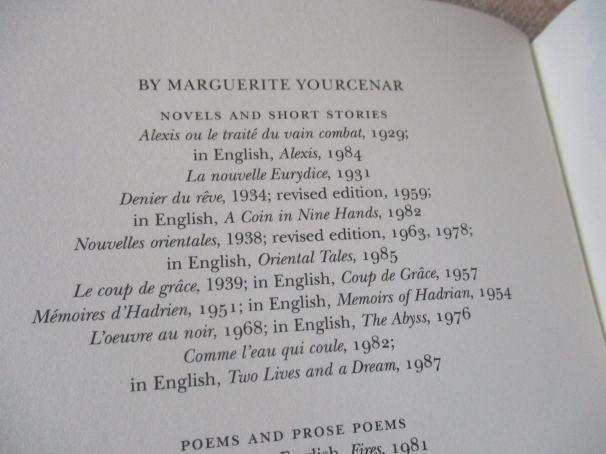 BY MARGUERITE YOURCENAR
NOVELS AND SHORT STORIES
Alexis ou le traité du vain combat, 1929;
in English, Alexis, 1984
La nouvelle Eurydice, 1931
Denier du rêve, 1934; revised edition, 1959;
in English, A Coin in Nine Hands, 1982
Nouvelles orientales, 1938; revised edition, 1963, 1978;
in English, Oriental Tales, 1985
Le coup de grâce, 1939; in English, Coup de Grâce, 1957
Mémoires d'Hadrien, 1951; in English, Memoirs of Hadrian, 1954
L'oeuvre au noir, 1968; in English, The Abyss, 1976
Comme l'eau qui coule, 1982;
in English, Two Lives and a Dream, 1987
POEMS AND PROSE POEMS
English, Fires, 1981